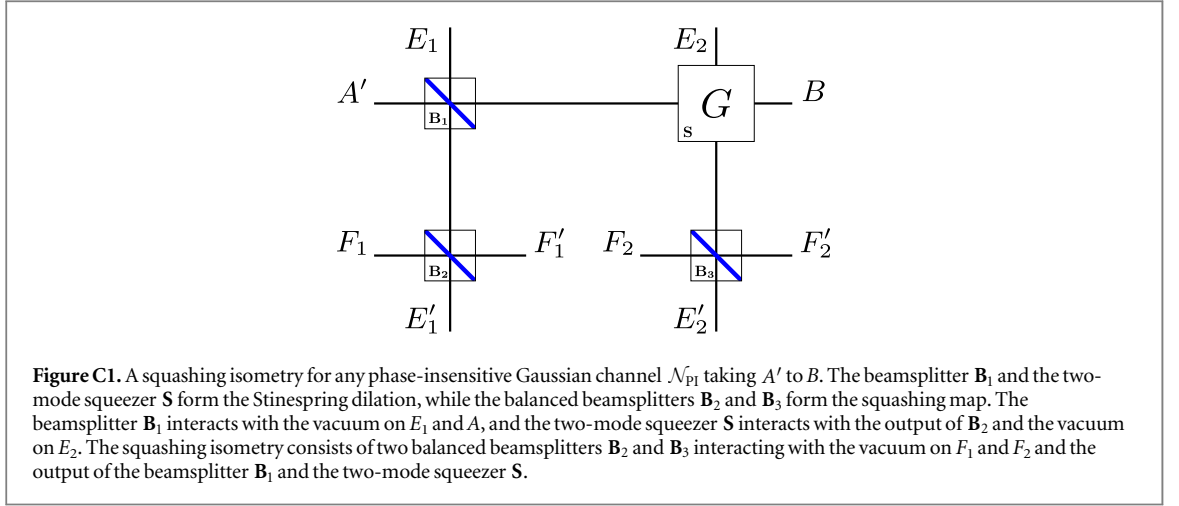 E₁ E₂
A′ B₁ G S B
F₁ B₂ F₁′ F₂ B₃ F₂′
E₁′ E₂′
Figure C1. A squashing isometry for any phase-insensitive Gaussian channel 𝒩_PI taking A′ to B. The beamsplitter B₁ and the two-
mode squeezer S form the Stinespring dilation, while the balanced beamsplitters B₂ and B₃ form the squashing map. The
beamsplitter B₁ interacts with the vacuum on E₁ and A, and the two-mode squeezer S interacts with the output of B₂ and the vacuum
on E₂. The squashing isometry consists of two balanced beamsplitters B₂ and B₃ interacting with the vacuum on F₁ and F₂ and the
output of the beamsplitter B₁ and the two-mode squeezer S.